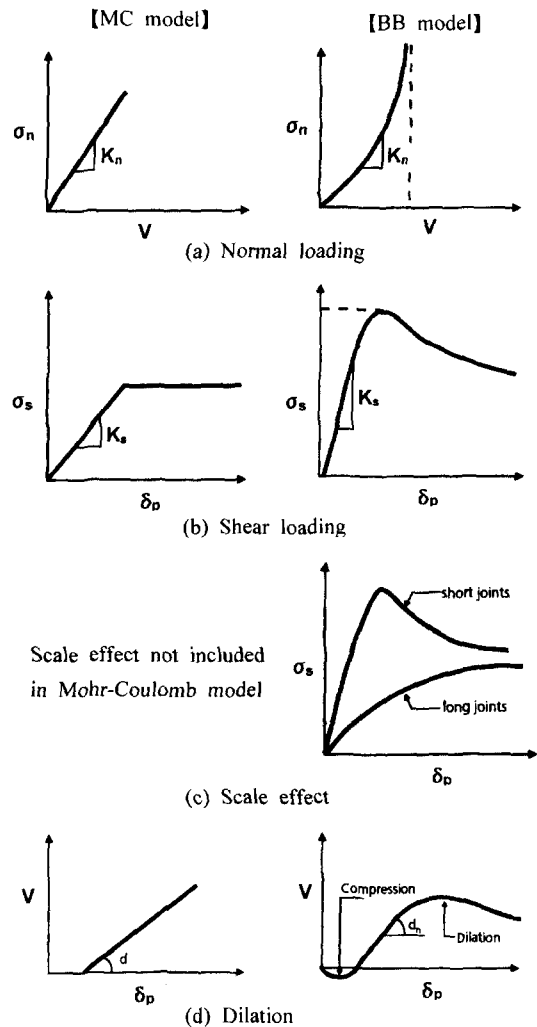 【MC model】
【BB model】
σn
Kn
V
σn
Kn
V
(a) Normal loading
σs
Ks
δp
σs
Ks
δp
(b) Shear loading
Scale effect not included
in Mohr-Coulomb model
σs
short joints
long joints
δp
(c) Scale effect
V
d
δp
V
Compression
dn
Dilation
δp
(d) Dilation